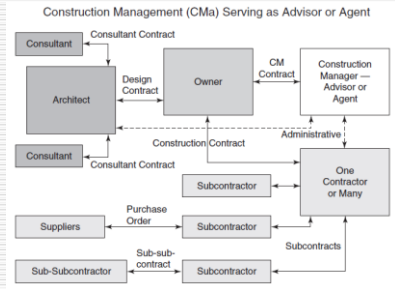 Construction Management (CMa) Serving as Advisor or Agent
Consultant Contract
Consultant
Architect
Design
Contract
Owner
CM
Contract
Construction
Manager —
Advisor or
Agent
Administrative
Construction Contract
Consultant
Consultant Contract
One
Contractor
or Many
Subcontractor
Purchase
Order
Suppliers
Subcontractor
Subcontracts
Sub-sub-
contract
Sub-Subcontractor
Subcontractor